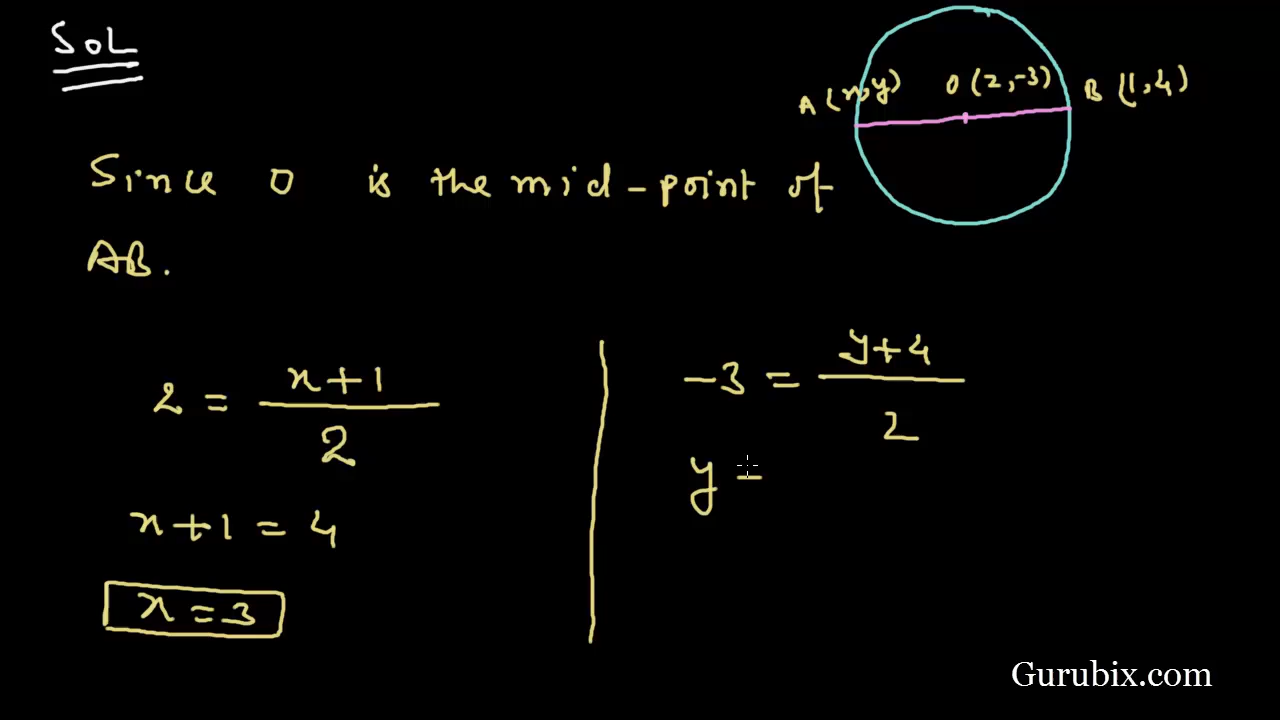 SOL
A (x,y) O (2,-3) B (1,4)
Since O is the mid-point of
AB.
2 = x+1 / 2
x+1 = 4
x = 3
-3 = y+4 / 2
y =
Gurubix.com